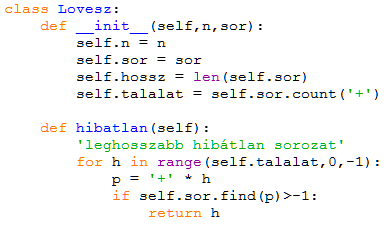 class Lovesz:
    def __init__(self,n,sor):
        self.n = n
        self.sor = sor
        self.hossz = len(self.sor)
        self.talalat = self.sor.count('+')

    def hibatlan(self):
        'leghosszabb hibátlan sorozat'
        for h in range(self.talalat,0,-1):
            p = '+' * h
            if self.sor.find(p)>-1:
                return h